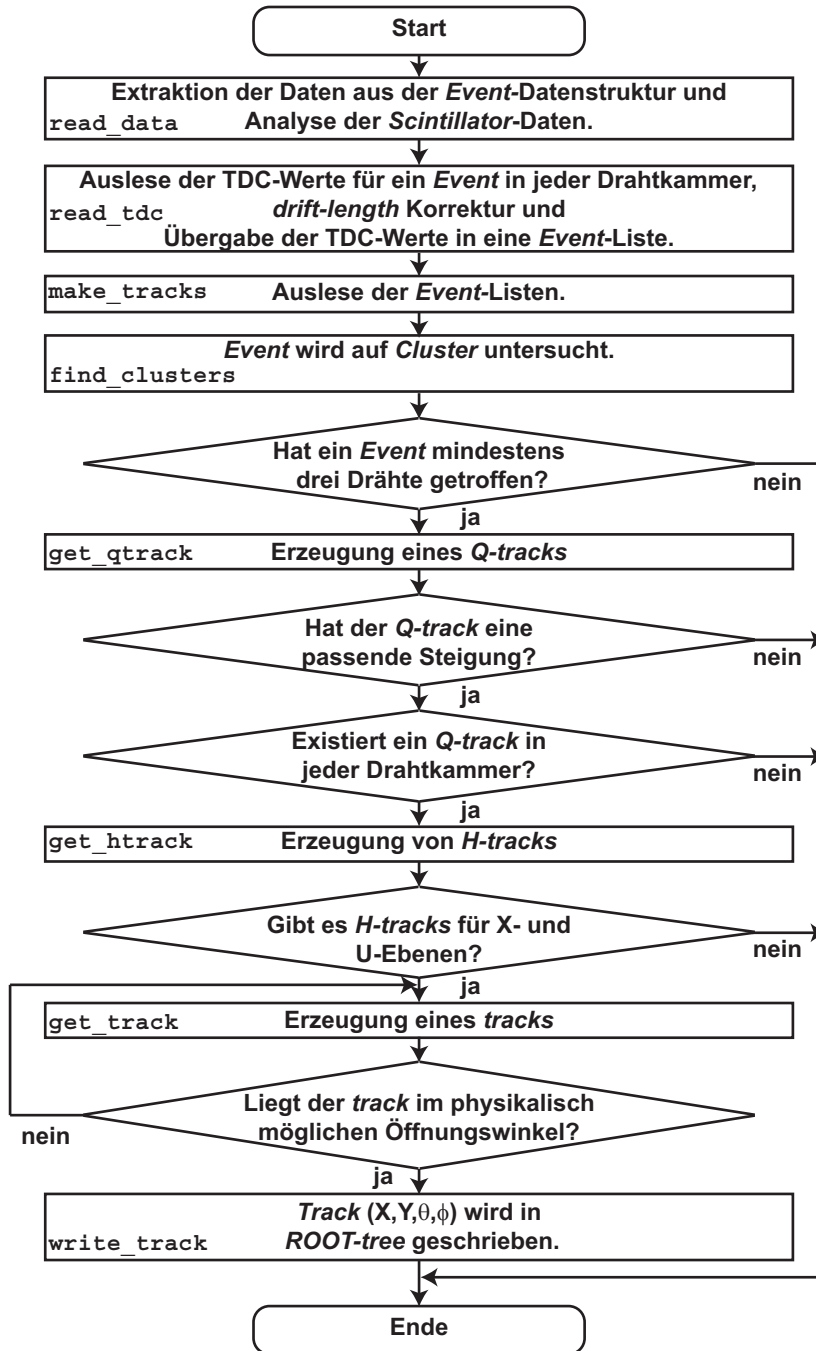 Start
Extraktion der Daten aus der Event-Datenstruktur und
read_data Analyse der Scintillator-Daten.
Auslese der TDC-Werte für ein Event in jeder Drahtkammer,
read_tdc drift-length Korrektur und
Übergabe der TDC-Werte in eine Event-Liste.
make_tracks Auslese der Event-Listen.
Event wird auf Cluster untersucht.
find_clusters
Hat ein Event mindestens
drei Drähte getroffen?
nein
ja
get_qtrack Erzeugung eines Q-tracks
Hat der Q-track eine
passende Steigung?
nein
ja
Existiert ein Q-track in
jeder Drahtkammer?
nein
ja
get_htrack Erzeugung von H-tracks
Gibt es H-tracks für X- und
U-Ebenen?
nein
ja
get_track Erzeugung eines tracks
Liegt der track im physikalisch
möglichen Öffnungswinkel?
nein
ja
Track (X,Y,θ,ϕ) wird in
write_track ROOT-tree geschrieben.
Ende